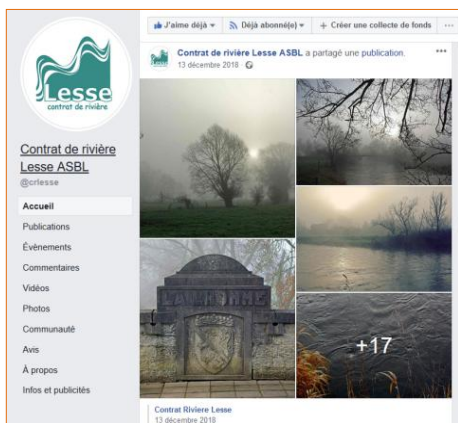 Lesse
contrat de rivière
Contrat de rivière
Lesse ASBL
@crlesse
Accueil
Publications
Évènements
Commentaires
Vidéos
Photos
Communauté
Avis
À propos
Infos et publicités
J'aime déjà
Déjà abonné(e)
+ Créer une collecte de fonds
...
Contrat de rivière Lesse ASBL a partagé une publication.
13 décembre 2018
LAVHOMME
+17
Contrat Riviere Lesse
13 décembre 2018